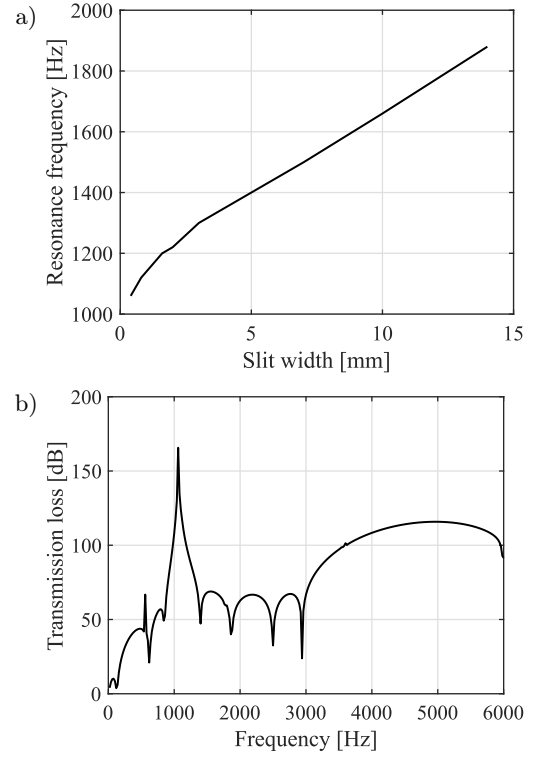 a)
2000
1800
1600
1400
1200
1000
Resonance frequency [Hz]
0 5 10 15
Slit width [mm]
b)
200
150
100
50
0
Transmission loss [dB]
0 1000 2000 3000 4000 5000 6000
Frequency [Hz]